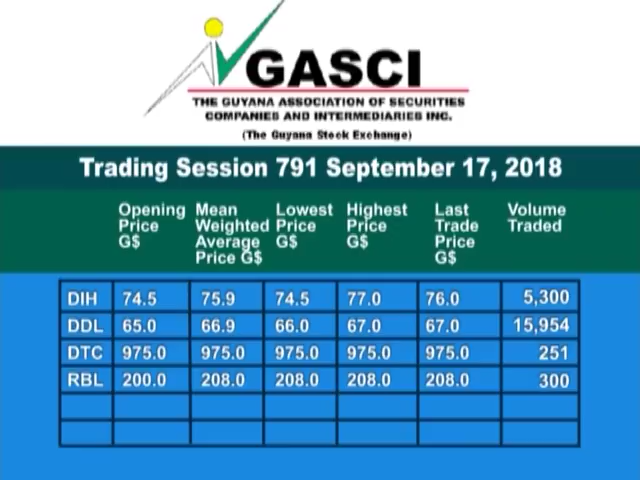 GASCI
THE GUYANA ASSOCIATION OF SECURITIES
COMPANIES AND INTERMEDIARIES INC.
(The Guyana Stock Exchange)
Trading Session 791 September 17, 2018
Opening Price G$ Mean Weighted Average Price G$ Lowest Price G$ Highest Price G$ Last Trade Price G$ Volume Traded
DIH 74.5 75.9 74.5 77.0 76.0 5,300
DDL 65.0 66.9 66.0 67.0 67.0 15,954
DTC 975.0 975.0 975.0 975.0 975.0 251
RBL 200.0 208.0 208.0 208.0 208.0 300